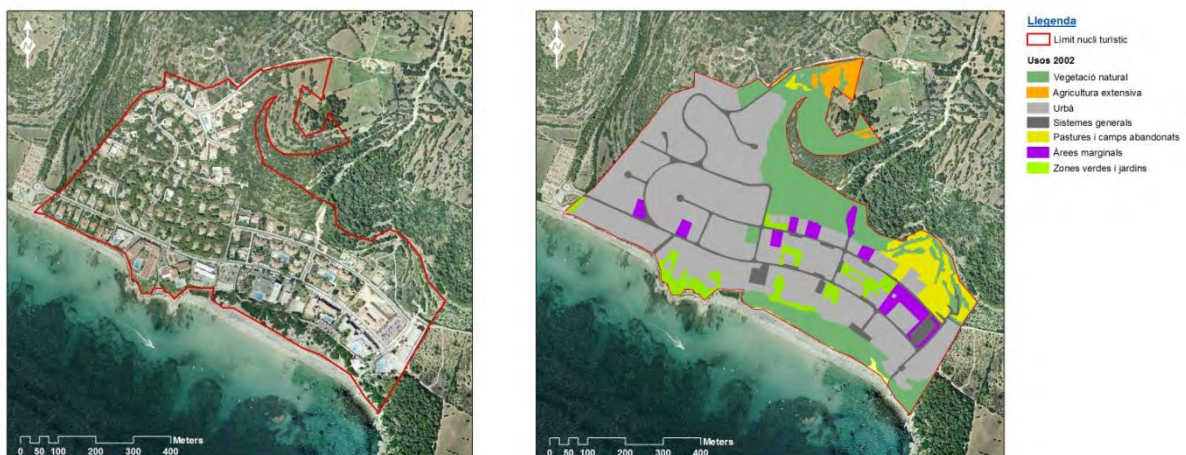 N
Meters
0 50 100 200 300 400
N
Meters
0 50 100 200 300 400
Llegenda
Límit nucli turístic
Usos 2002
Vegetació natural
Agricultura extensiva
Urbà
Sistemes generals
Pastures i camps abandonats
Àrees marginals
Zones verdes i jardins